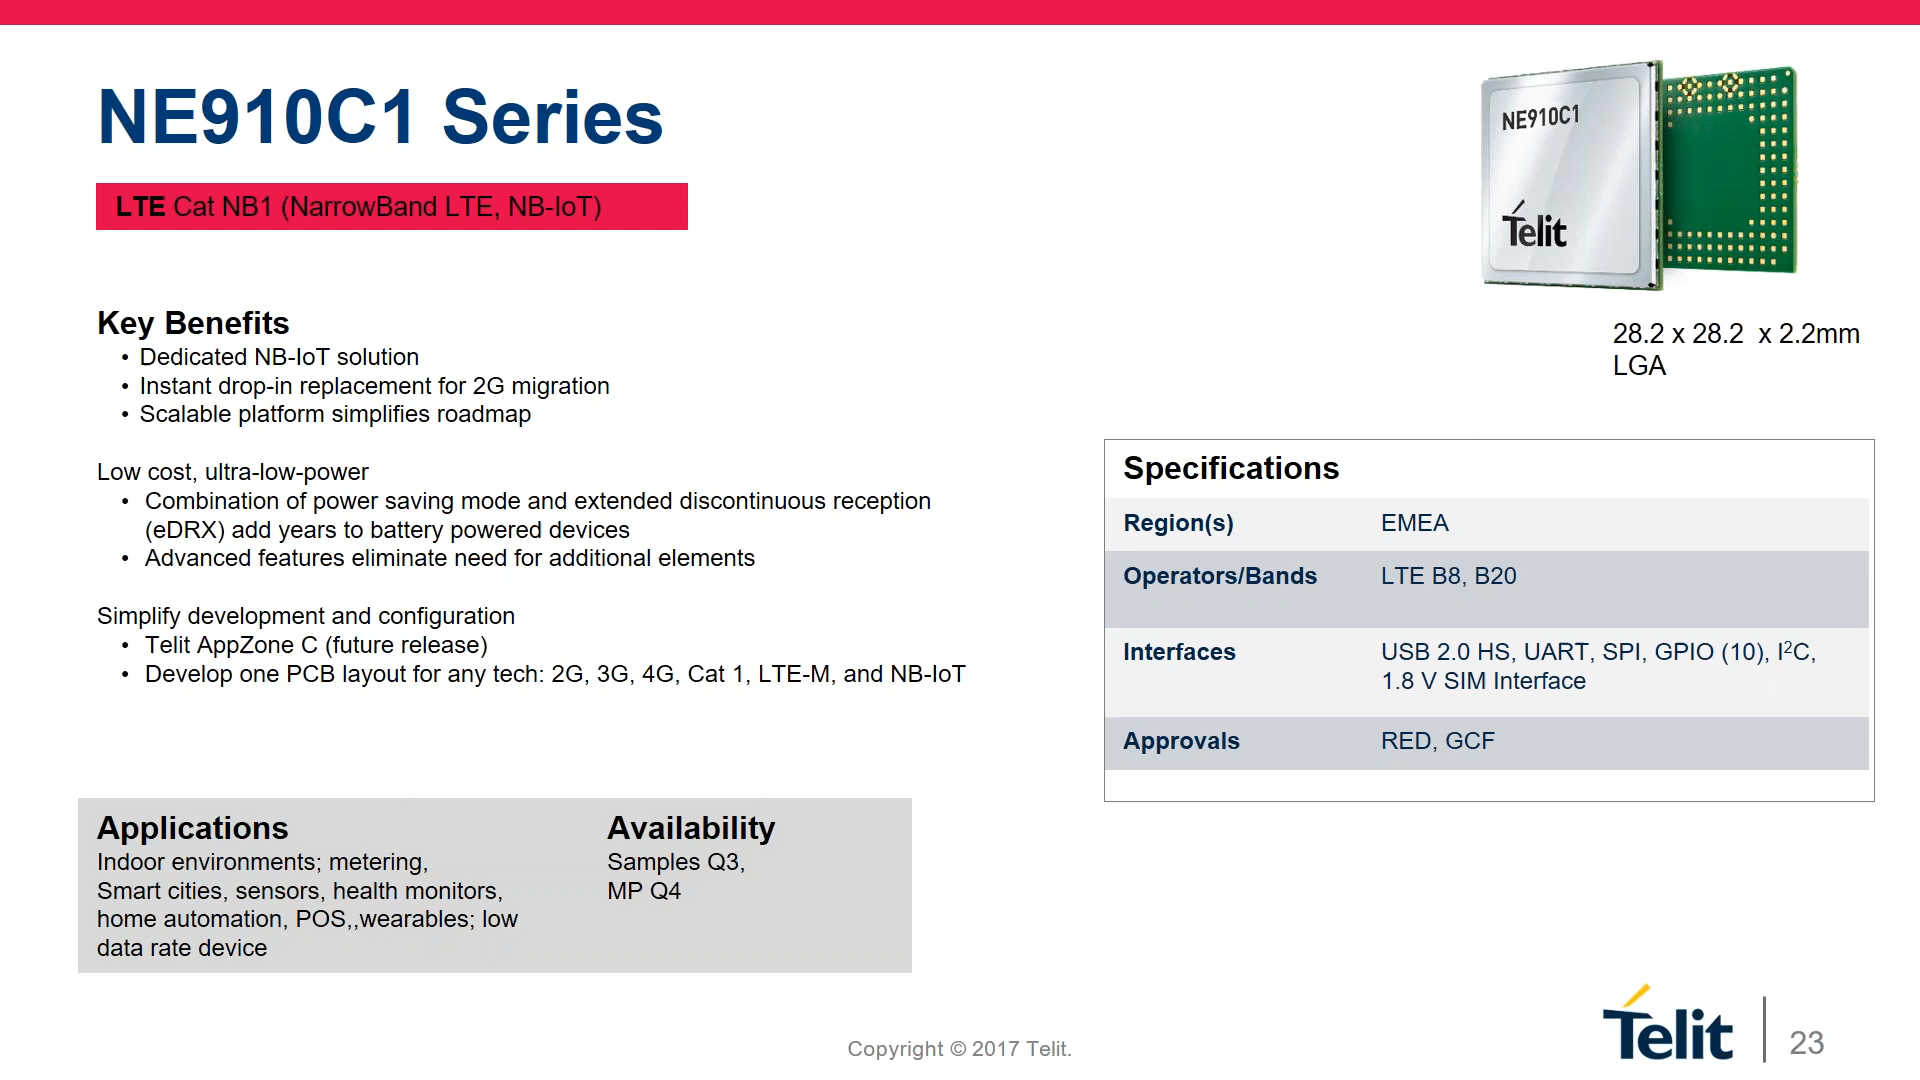 NE910C1 Series
LTE Cat NB1 (NarrowBand LTE, NB-IoT)
NE910C1
Telit
28.2 x 28.2  x 2.2mm
LGA
Key Benefits
• Dedicated NB-IoT solution
• Instant drop-in replacement for 2G migration
• Scalable platform simplifies roadmap
Low cost, ultra-low-power
• Combination of power saving mode and extended discontinuous reception
(eDRX) add years to battery powered devices
• Advanced features eliminate need for additional elements
Simplify development and configuration
• Telit AppZone C (future release)
• Develop one PCB layout for any tech: 2G, 3G, 4G, Cat 1, LTE-M, and NB-IoT
Specifications
Region(s) EMEA
Operators/Bands LTE B8, B20
Interfaces USB 2.0 HS, UART, SPI, GPIO (10), I²C,
1.8 V SIM Interface
Approvals RED, GCF
Applications
Indoor environments; metering,
Smart cities, sensors, health monitors,
home automation, POS,,wearables; low
data rate device
Availability
Samples Q3,
MP Q4
Copyright © 2017 Telit.
Telit
23